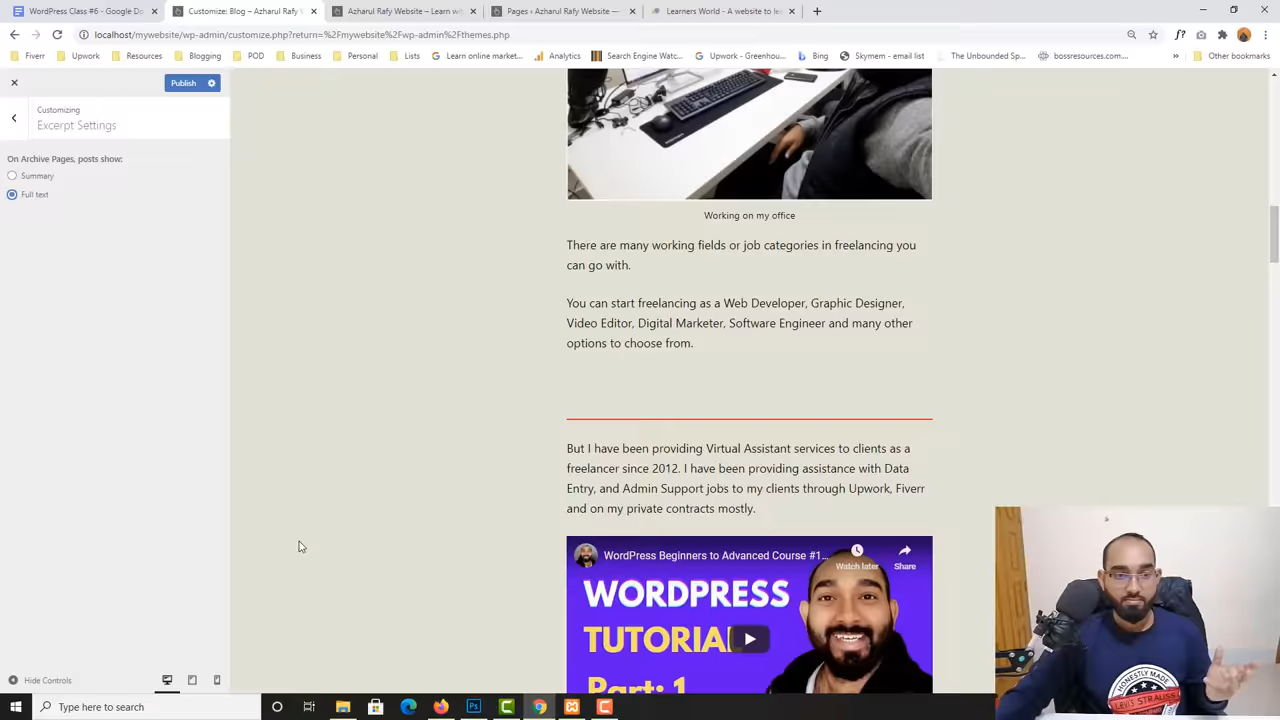 WordPress Class #6 - Google Do
Customize: Blog – Azharul Rafy W
Azharul Rafy Website – Learn wi
Pages ‹ Azharul Rafy Website —
Learners World - A website to le
localhost/mywebsite/wp-admin/customize.php?return=%2Fmywebsite%2Fwp-admin%2Fthemes.php
Fiverr
Upwork
Resources
Blogging
POD
Business
Personal
Lists
Learn online market...
Analytics
Search Engine Watc...
Upwork - Greenhou...
Bing
Skymem - email list
The Unbounded Sp...
bossresources.com...
Other bookmarks
Publish
Customizing
Excerpt Settings
On Archive Pages, posts show:
Summary
Full text
Working on my office
There are many working fields or job categories in freelancing you
can go with.
You can start freelancing as a Web Developer, Graphic Designer,
Video Editor, Digital Marketer, Software Engineer and many other
options to choose from.
But I have been providing Virtual Assistant services to clients as a
freelancer since 2012. I have been providing assistance with Data
Entry, and Admin Support jobs to my clients through Upwork, Fiverr
and on my private contracts mostly.
WordPress Beginners to Advanced Course #1...
Watch later
Share
WORDPRESS
TUTORIA
Part: 1
HONESTLY MADE
LEVI'S STRAUSS
Hide Controls
Type here to search